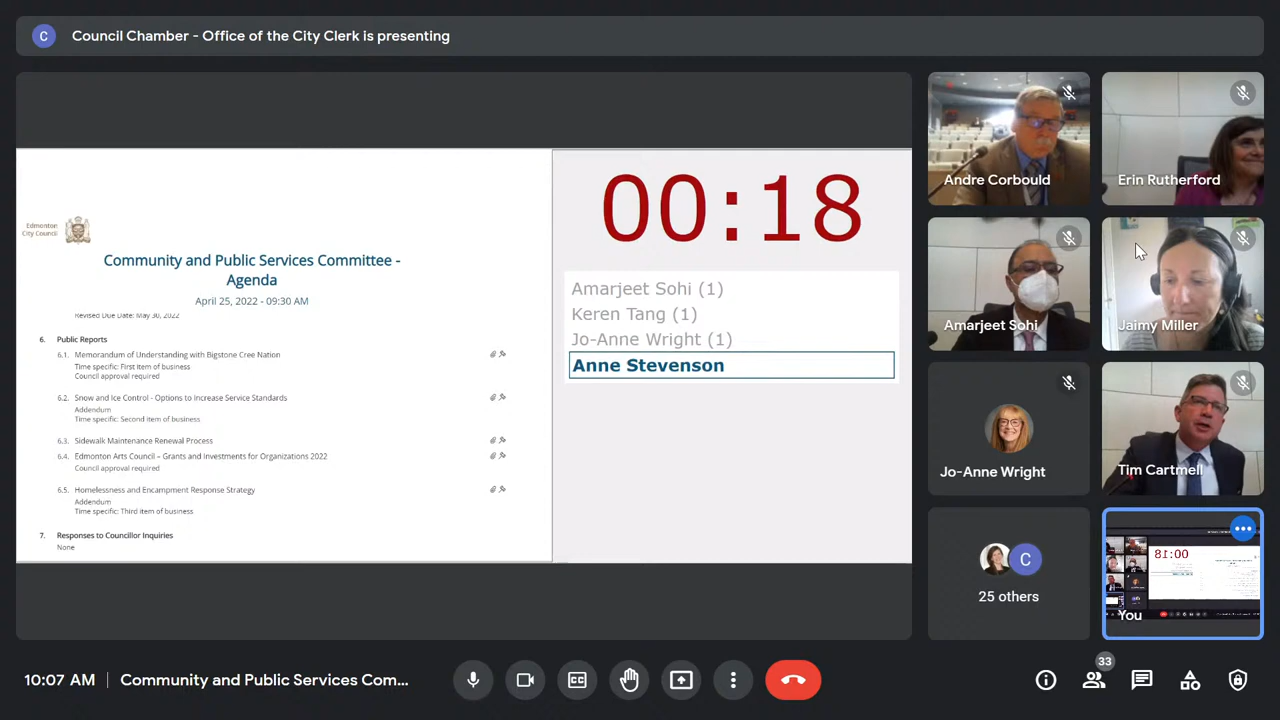 C
Council Chamber - Office of the City Clerk is presenting
Edmonton
City Council
Community and Public Services Committee -
Agenda
April 25, 2022 - 09:30 AM
Revised Due Date: May 30, 2022
6. Public Reports
6.1. Memorandum of Understanding with Bigstone Cree Nation
Time specific: First item of business
Council approval required
6.2. Snow and Ice Control - Options to Increase Service Standards
Addendum
Time specific: Second item of business
6.3. Sidewalk Maintenance Renewal Process
6.4. Edmonton Arts Council – Grants and Investments for Organizations 2022
Council approval required
6.5. Homelessness and Encampment Response Strategy
Addendum
Time specific: Third item of business
7. Responses to Councillor Inquiries
None
00:18
Amarjeet Sohi (1)
Keren Tang (1)
Jo-Anne Wright (1)
Anne Stevenson
Andre Corbould
Erin Rutherford
Amarjeet Sohi
Jaimy Miller
Jo-Anne Wright
Tim Cartmell
C
25 others
00:18
You
10:07 AM | Community and Public Services Com...
CC
33